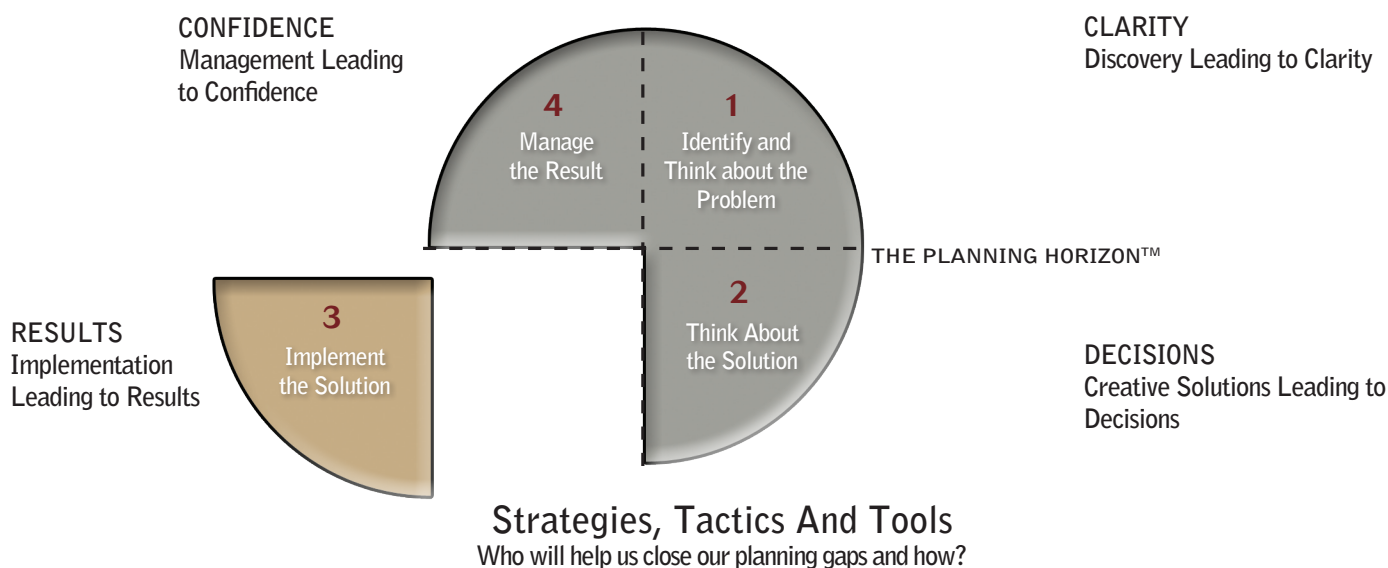 CONFIDENCE
Management Leading
to Confidence
CLARITY
Discovery Leading to Clarity
4
Manage
the Result
1
Identify and
Think about the
Problem
THE PLANNING HORIZON™
2
Think About
the Solution
3
Implement
the Solution
RESULTS
Implementation
Leading to Results
DECISIONS
Creative Solutions Leading to
Decisions
Strategies, Tactics And Tools
Who will help us close our planning gaps and how?